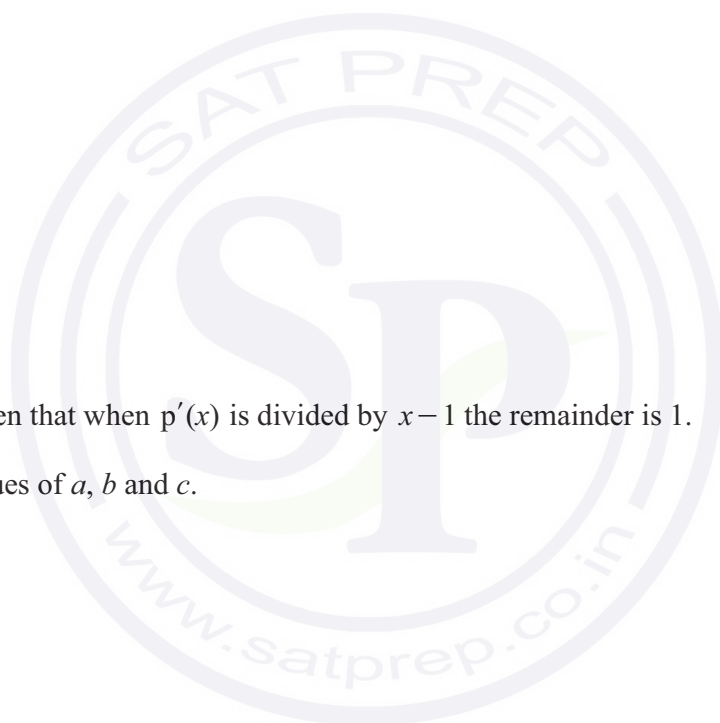 SAT PREP
SP
en that when p′(x) is divided by x − 1 the remainder is 1.
ues of a, b and c.
www.satprep.co.in